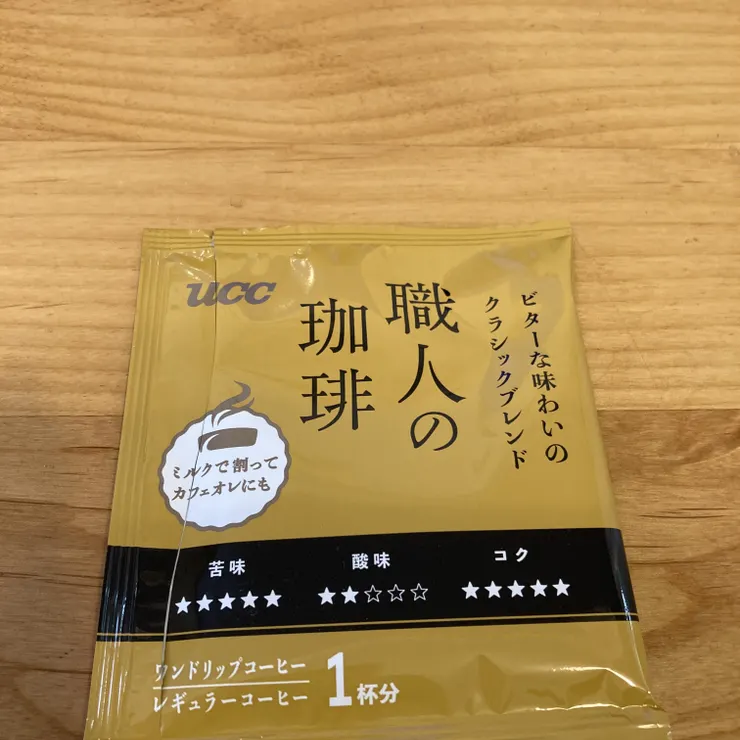 ucc
職人の
珈琲
ビターな味わいの
クラシックブレンド
ミルクで割って
カフェオレにも
苦味
★★★★★
酸味
★★☆☆☆
コク
★★★★★
ワンドリップコーヒー
レギュラーコーヒー
1杯分